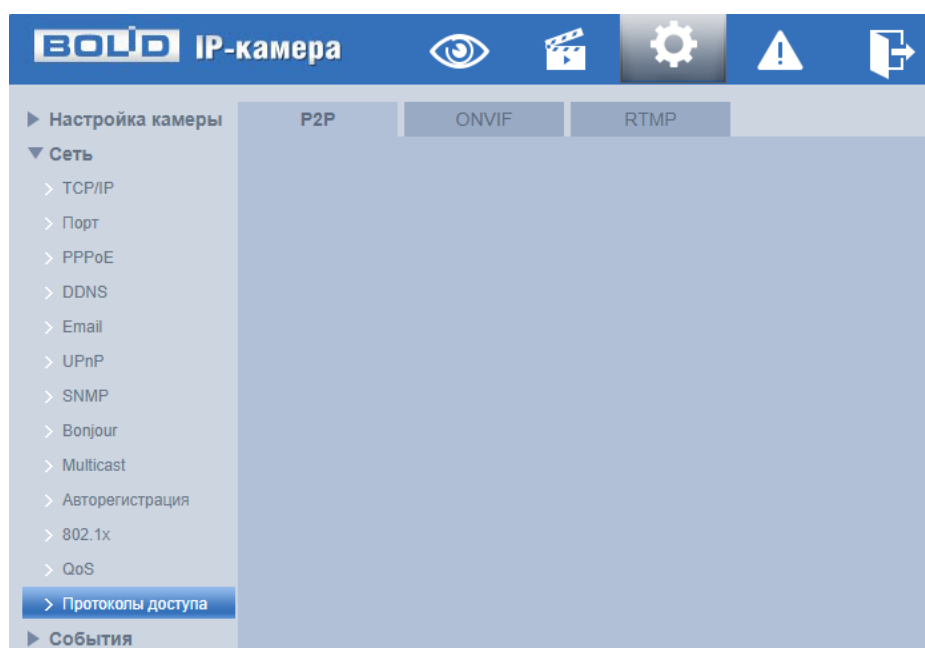 BOLID IP-камера
Настройка камеры
P2P ONVIF RTMP
Сеть
TCP/IP
Порт
PPPoE
DDNS
Email
UPnP
SNMP
Bonjour
Multicast
Авторегистрация
802.1x
QoS
Протоколы доступа
События